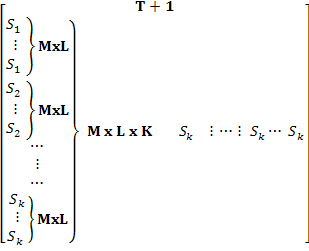 T + 1
S₁
⋮ MxL
S₁
S₂
⋮ MxL
S₂
M x L x K Sₖ ⋮ ⋯ ⋮ Sₖ ⋯ Sₖ
⋯
⋮
⋯
Sₖ
⋮ MxL
Sₖ